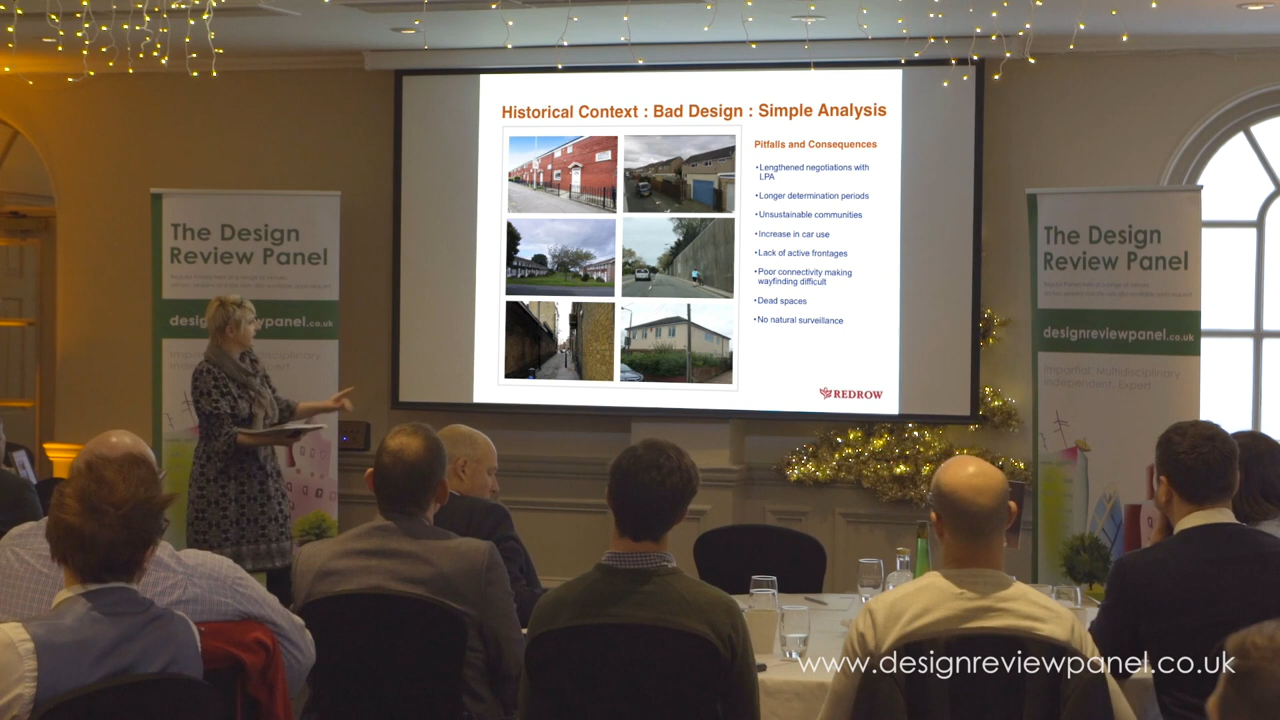 Historical Context : Bad Design : Simple Analysis
Pitfalls and Consequences
•Lengthened negotiations with
LPA
•Longer determination periods
•Unsustainable communities
•Increase in car use
•Lack of active frontages
•Poor connectivity making
wayfinding difficult
•Dead spaces
•No natural surveillance
REDROW
The Design
Review Panel
desig wpanel.co.uk
The Design
Review Panel
designreviewpanel.co.uk
Impartial, Multidisciplinary
Independent, Expert
www.designreviewpanel.co.uk